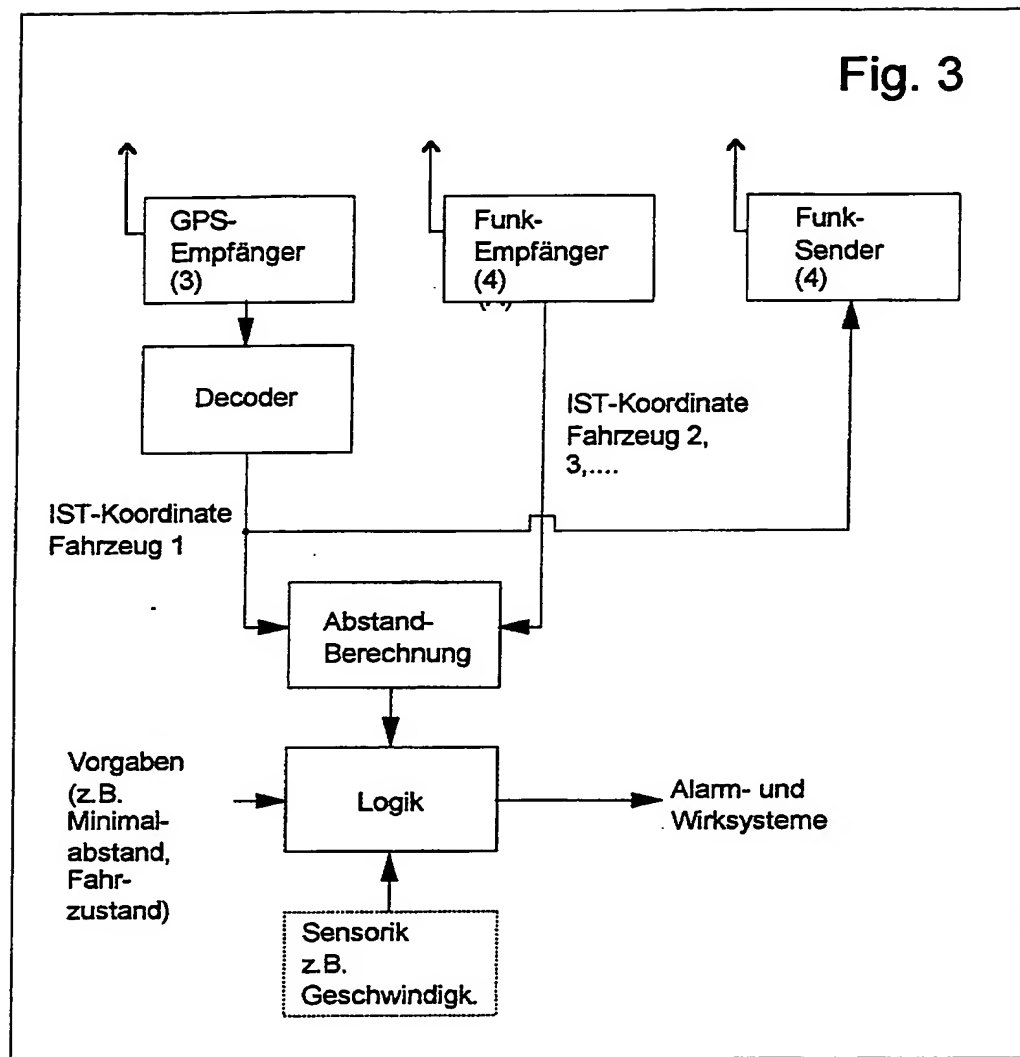 Fig. 3
GPS-
Empfänger
(3)
Funk-
Empfänger
(4)
Funk-
Sender
(4)
Decoder
IST-Koordinate
Fahrzeug 2,
3,....
IST-Koordinate
Fahrzeug 1
Abstand-
Berechnung
Vorgaben
(z.B.
Minimal-
abstand,
Fahr-
zustand)
Logik
Alarm- und
Wirksysteme
Sensorik
z.B.
Geschwindigk.